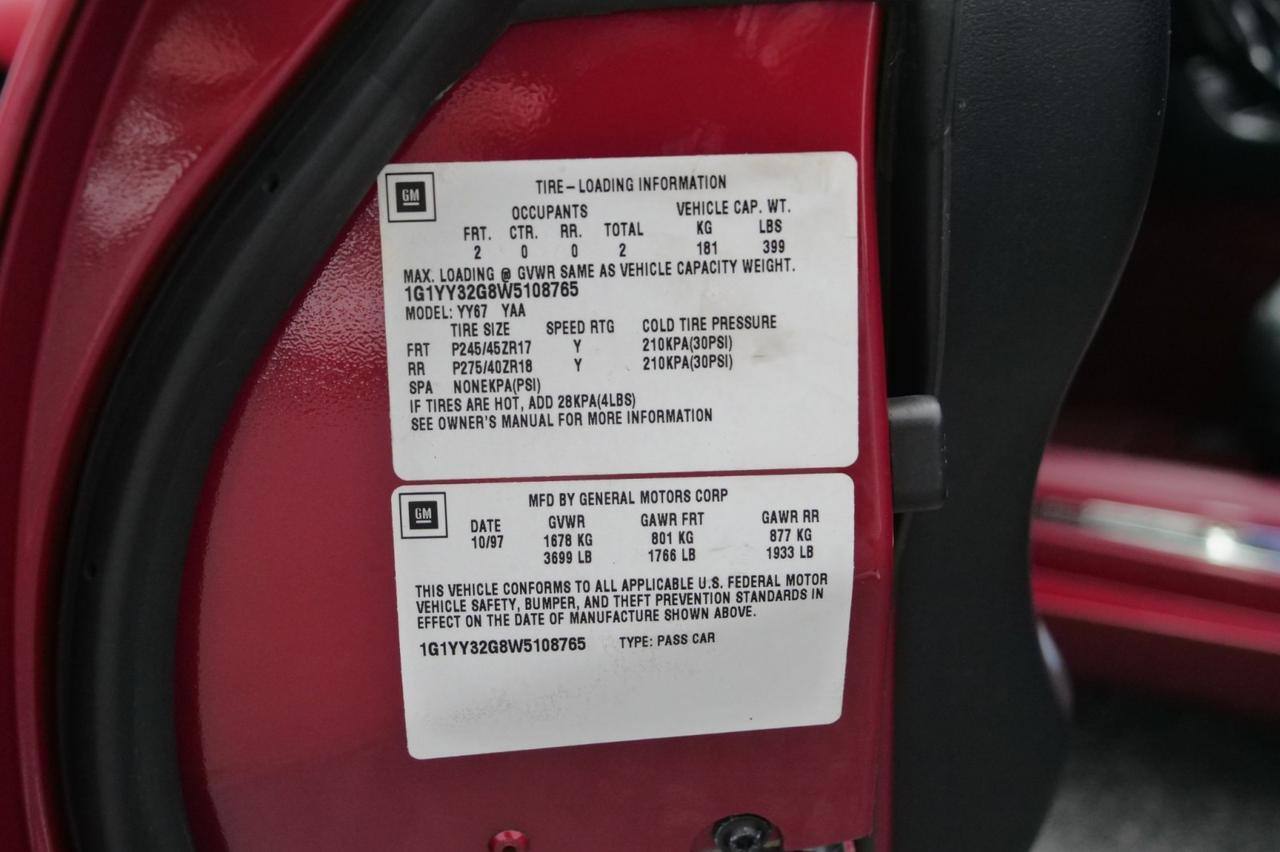 GM
TIRE-LOADING INFORMATION
OCCUPANTS VEHICLE CAP. WT.
FRT. CTR. RR. TOTAL KG LBS
2 0 0 2 181 399
MAX. LOADING @ GVWR SAME AS VEHICLE CAPACITY WEIGHT.
1G1YY32G8W5108765
MODEL: YY67 YAA
TIRE SIZE SPEED RTG COLD TIRE PRESSURE
FRT P245/45ZR17 Y 210KPA(30PSI)
RR P275/40ZR18 Y 210KPA(30PSI)
SPA NONEKPA(PSI)
IF TIRES ARE HOT, ADD 28KPA(4LBS)
SEE OWNER'S MANUAL FOR MORE INFORMATION
GM
MFD BY GENERAL MOTORS CORP
DATE GVWR GAWR FRT GAWR RR
10/97 1678 KG 801 KG 877 KG
3699 LB 1766 LB 1933 LB
THIS VEHICLE CONFORMS TO ALL APPLICABLE U.S. FEDERAL MOTOR
VEHICLE SAFETY, BUMPER, AND THEFT PREVENTION STANDARDS IN
EFFECT ON THE DATE OF MANUFACTURE SHOWN ABOVE.
1G1YY32G8W5108765 TYPE: PASS CAR